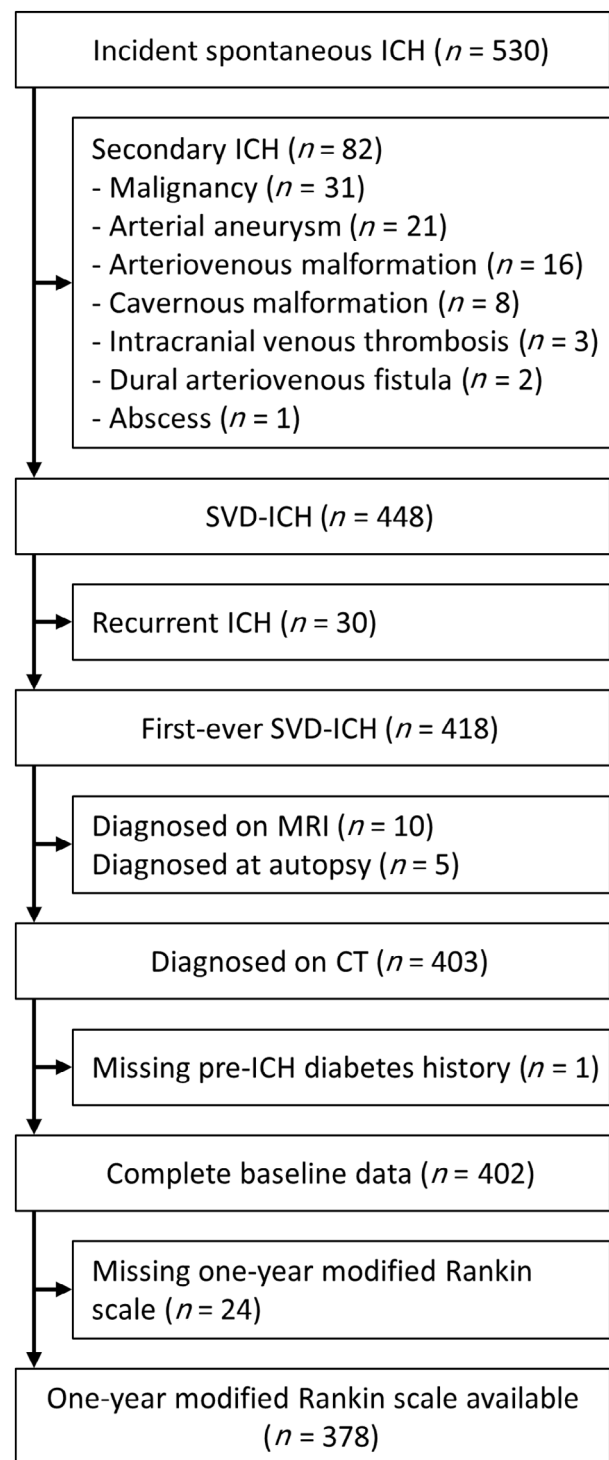 Incident spontaneous ICH (n = 530)
Secondary ICH (n = 82)
- Malignancy (n = 31)
- Arterial aneurysm (n = 21)
- Arteriovenous malformation (n = 16)
- Cavernous malformation (n = 8)
- Intracranial venous thrombosis (n = 3)
- Dural arteriovenous fistula (n = 2)
- Abscess (n = 1)
SVD-ICH (n = 448)
Recurrent ICH (n = 30)
First-ever SVD-ICH (n = 418)
Diagnosed on MRI (n = 10)
Diagnosed at autopsy (n = 5)
Diagnosed on CT (n = 403)
Missing pre-ICH diabetes history (n = 1)
Complete baseline data (n = 402)
Missing one-year modified Rankin
scale (n = 24)
One-year modified Rankin scale available
(n = 378)